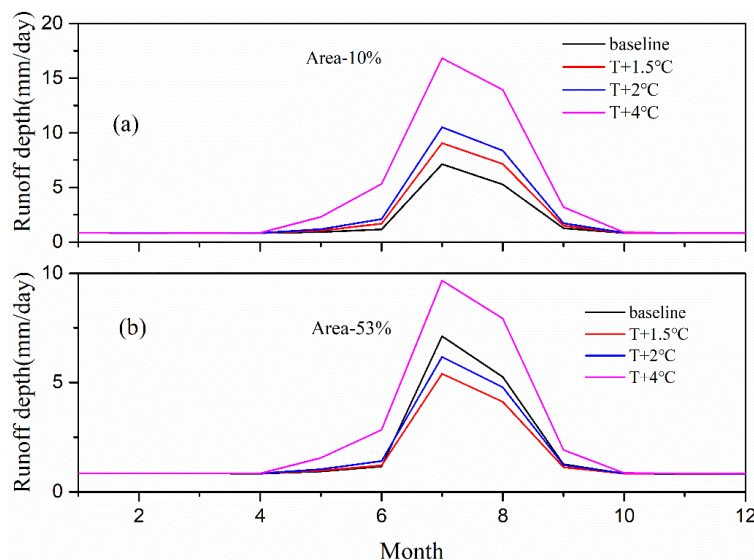 20
15
10
5
0
Runoff depth(mm/day)
(a)
Area-10%
baseline
T+1.5℃
T+2℃
T+4℃
10
5
0
Runoff depth(mm/day)
(b)
Area-53%
baseline
T+1.5℃
T+2℃
T+4℃
2 4 6 8 10 12
Month